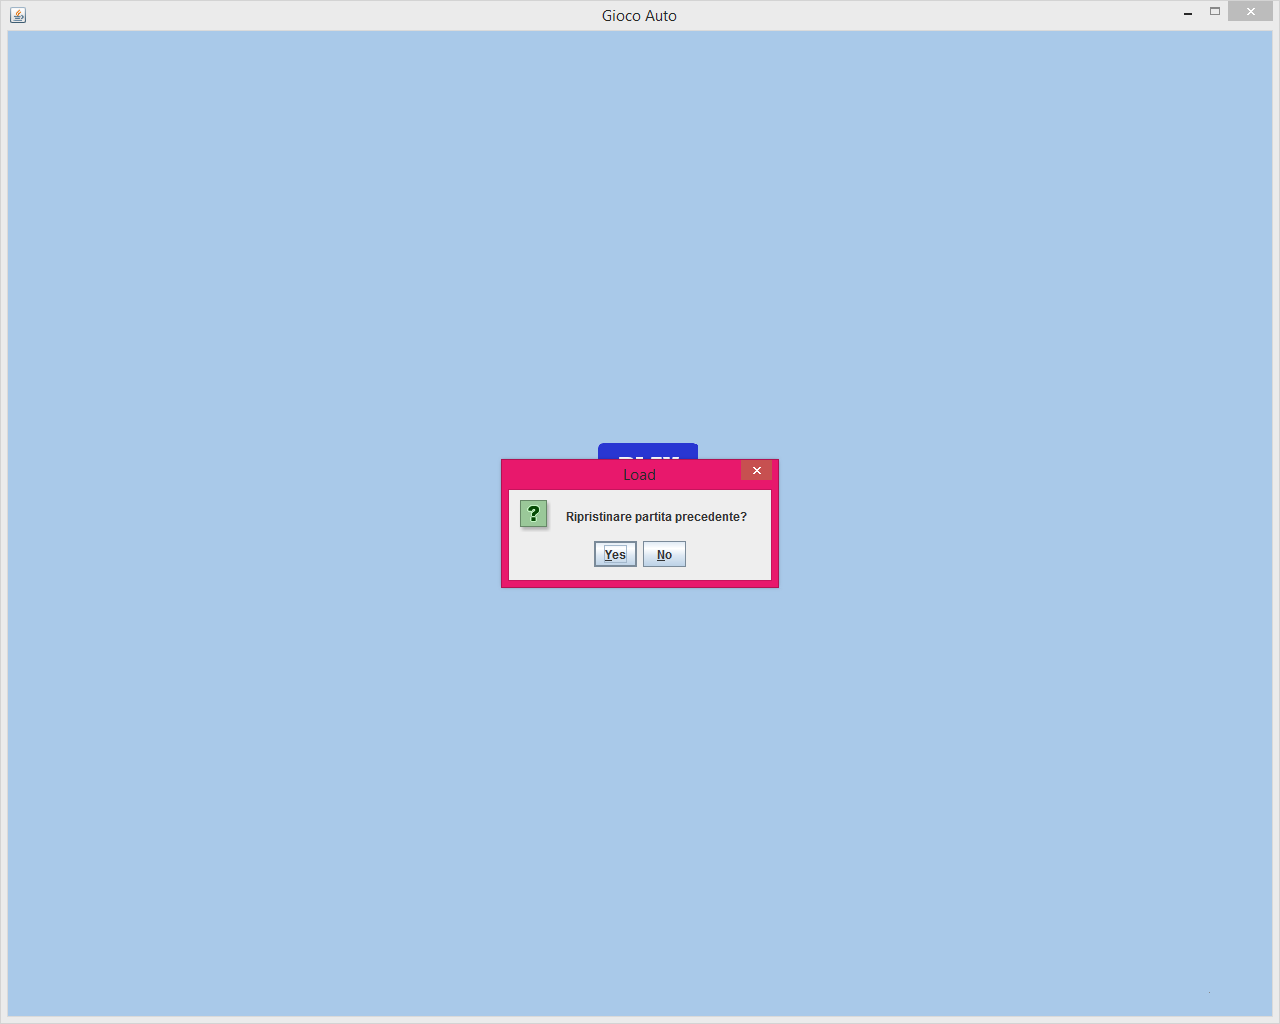 Gioco Auto
Load
Ripristinare partita precedente?
Yes
No